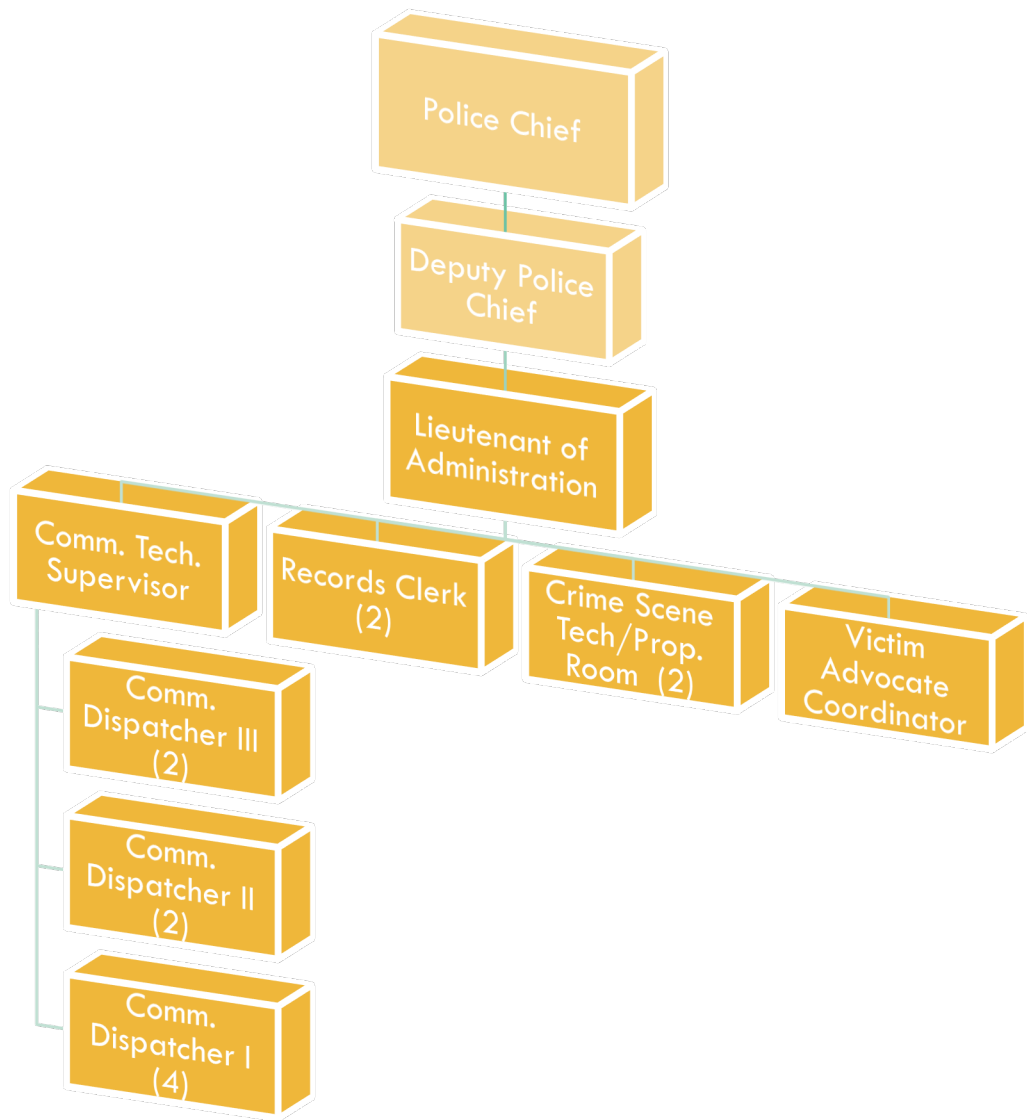 Police Chief
Deputy Police
Chief
Lieutenant of
Administration
Comm. Tech.
Supervisor
Records Clerk
(2)
Crime Scene
Tech/Prop.
Room (2)
Victim
Advocate
Coordinator
Comm.
Dispatcher III
(2)
Comm.
Dispatcher II
(2)
Comm.
Dispatcher I
(4)